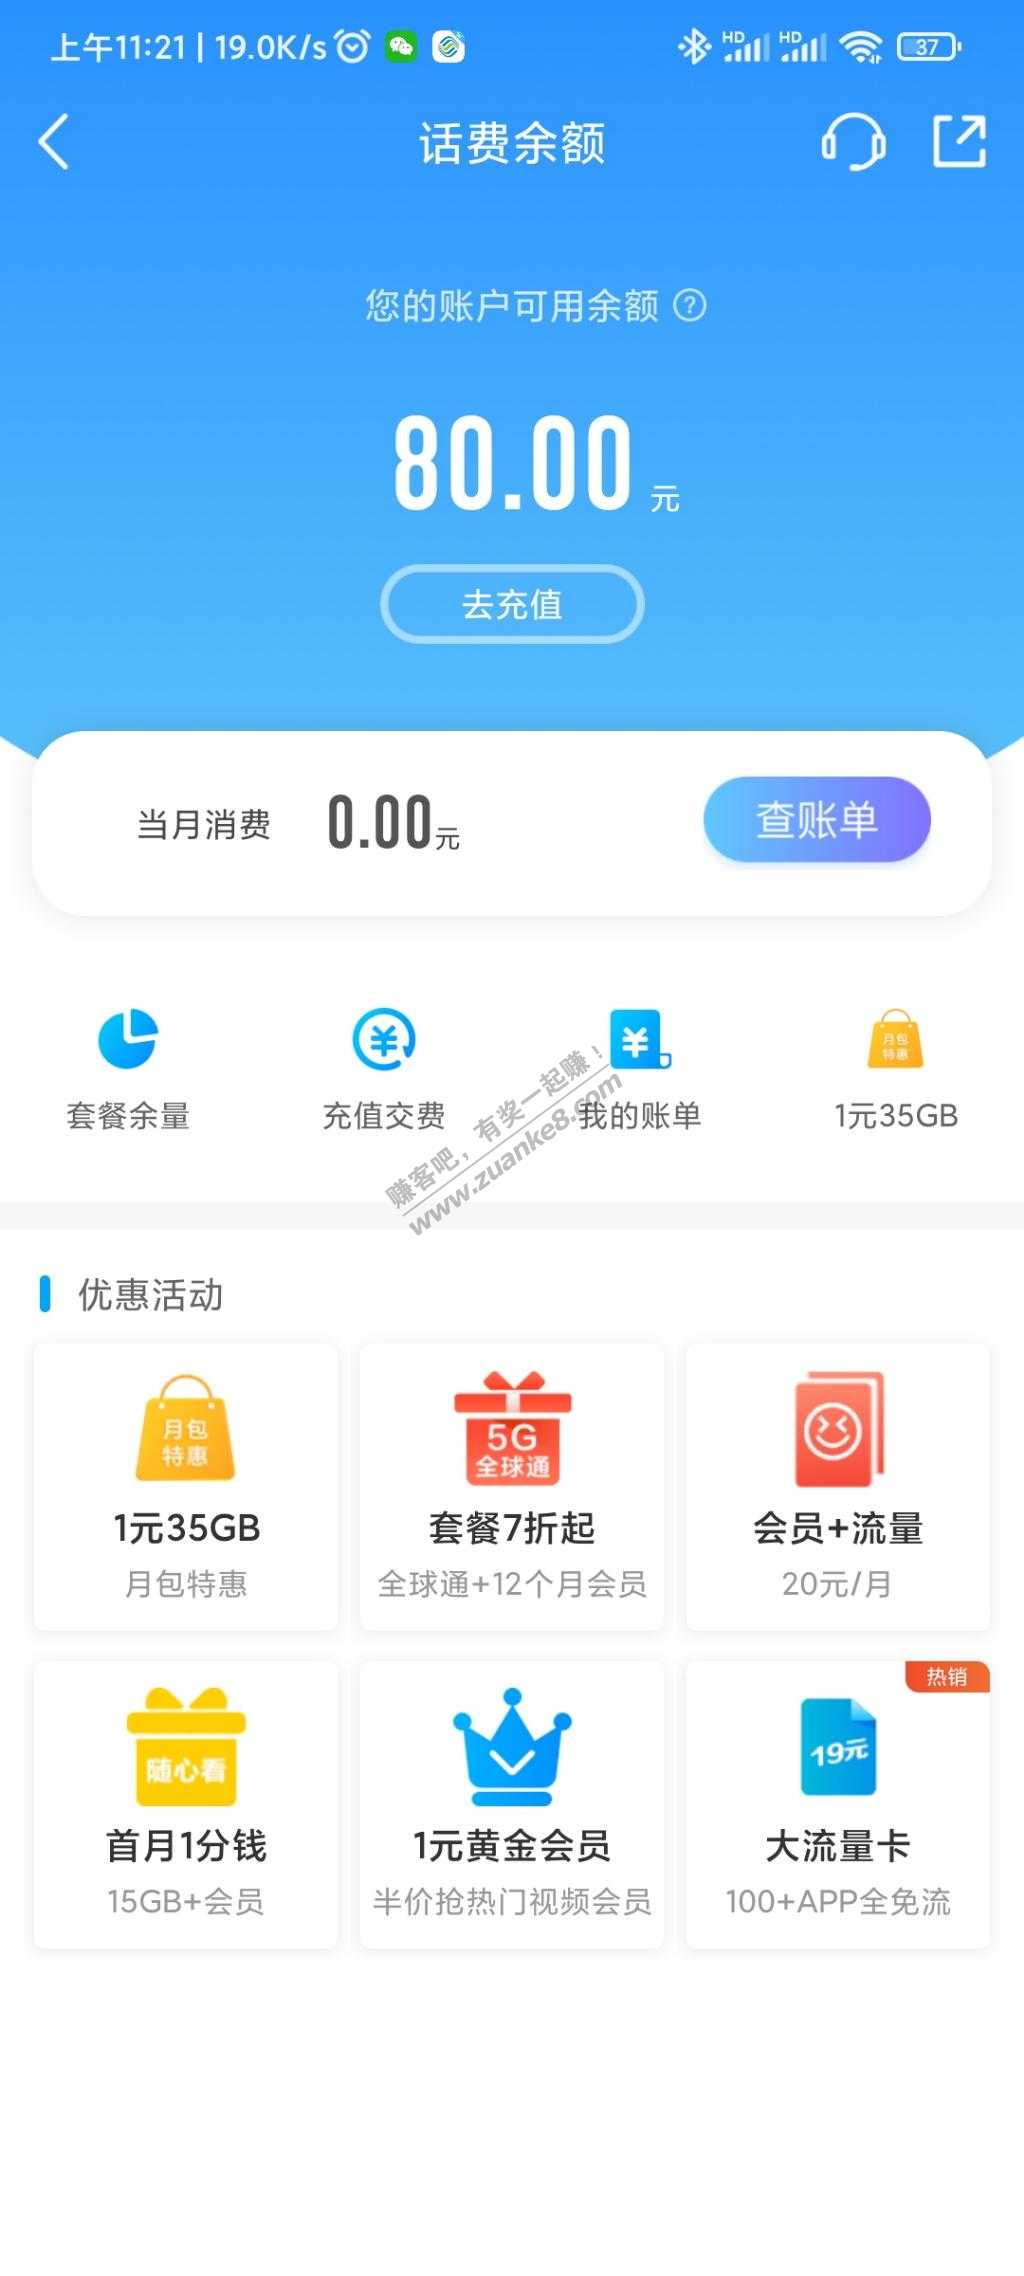 上午11:21 | 19.0K/s
HD HD 37
话费余额
您的账户可用余额 ?
80.00 元
去充值
当月消费 0.00元 查账单
月包
特惠
套餐余量 充值交费 我的账单 1元35GB
赚客吧，有奖一起赚！
www.zuanke8.com
优惠活动
月包
特惠
1元35GB
月包特惠
5G
全球通
套餐7折起
全球通+12个月会员
会员+流量
20元/月
随心看
首月1分钱
15GB+会员
1元黄金会员
半价抢热门视频会员
热销
19元
大流量卡
100+APP全免流